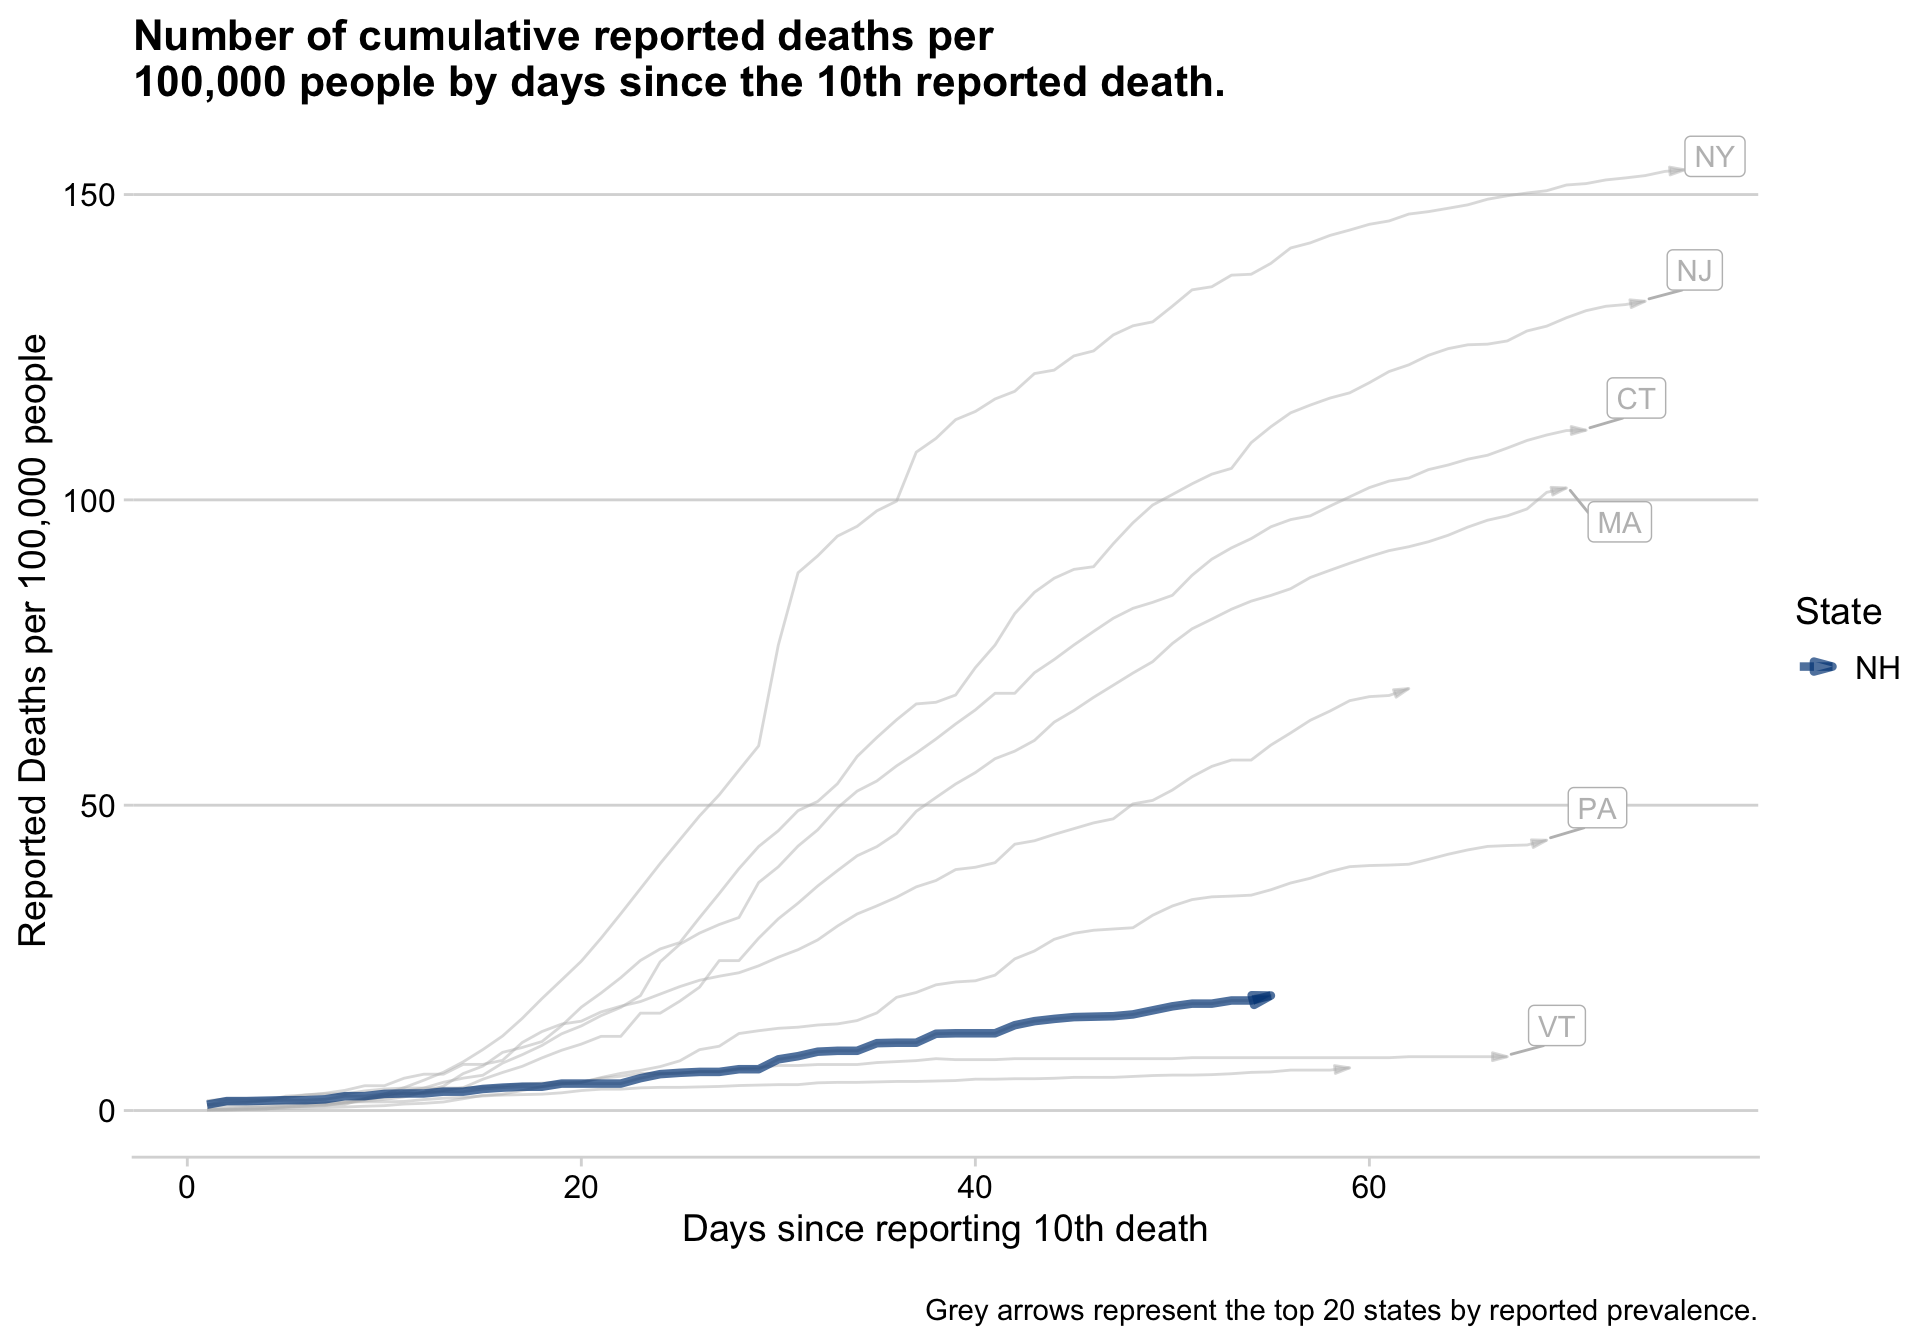 Number of cumulative reported deaths per
100,000 people by days since the 10th reported death.
Reported Deaths per 100,000 people
150
100
50
0
NY
NJ
CT
MA
PA
VT
State
NH
0
20
40
60
Days since reporting 10th death
Grey arrows represent the top 20 states by reported prevalence.